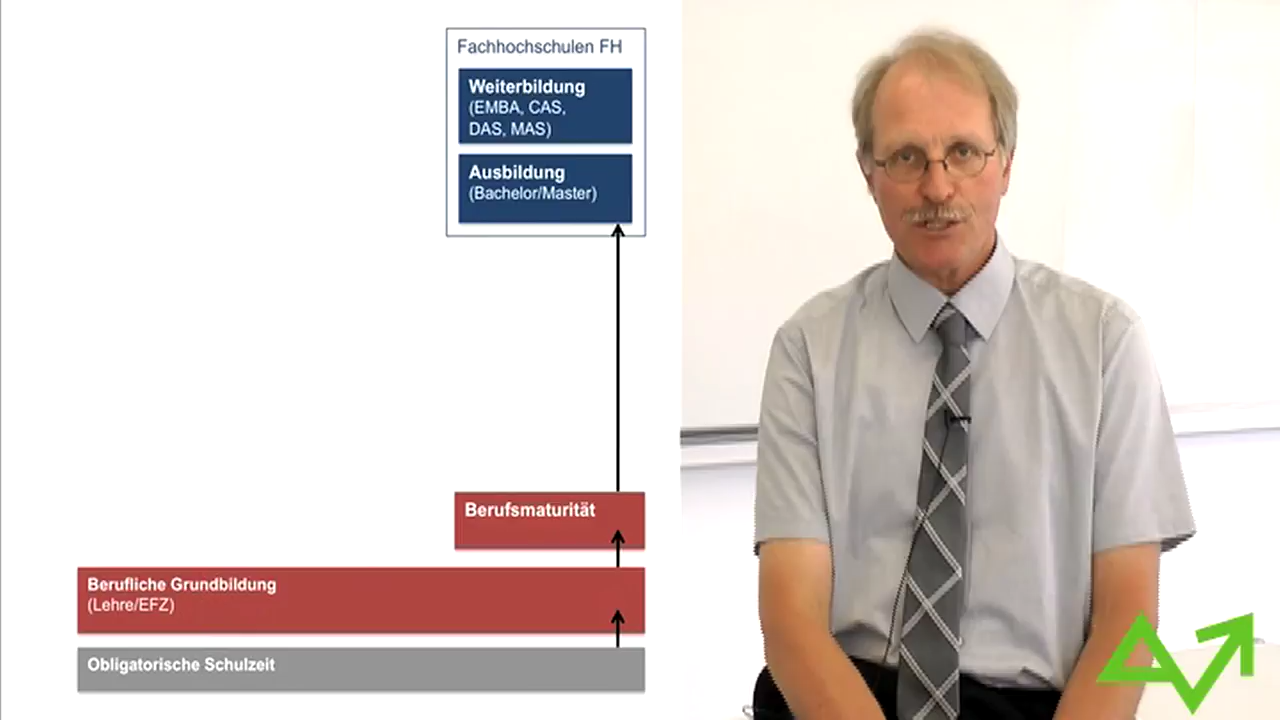 Fachhochschulen FH
Weiterbildung
(EMBA, CAS,
DAS, MAS)
Ausbildung
(Bachelor/Master)
Berufsmaturität
Berufliche Grundbildung
(Lehre/EFZ)
Obligatorische Schulzeit